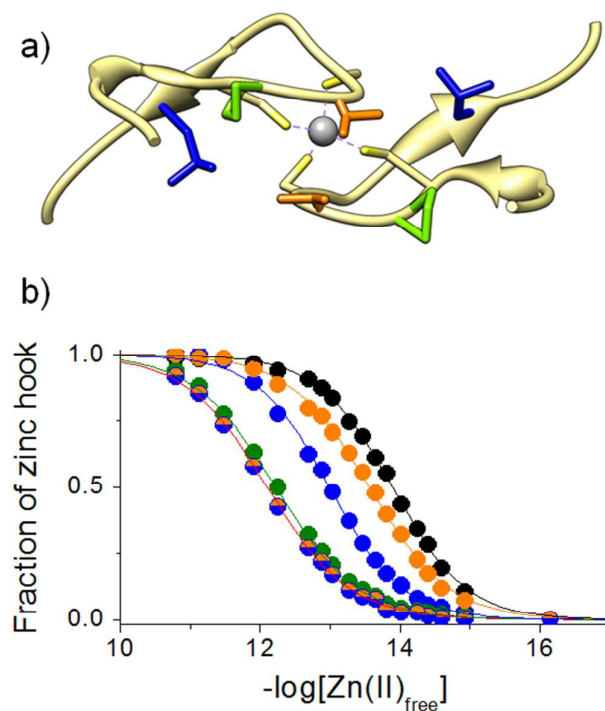 a)
b)
Fraction of zinc hook
1.0
0.5
0.0
10 12 14 16
-log[Zn(II)free]